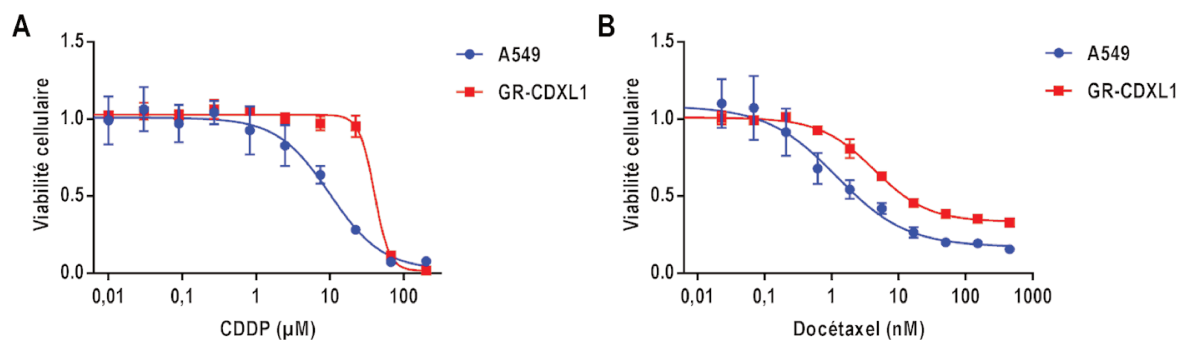 A
Viabilité cellulaire
1.5
1.0
0.5
0.0
0,01 0,1 1 10 100
CDDP (µM)
A549
GR-CDXL1
B
Viabilité cellulaire
1.5
1.0
0.5
0.0
0,01 0,1 1 10 100 1000
Docétaxel (nM)
A549
GR-CDXL1